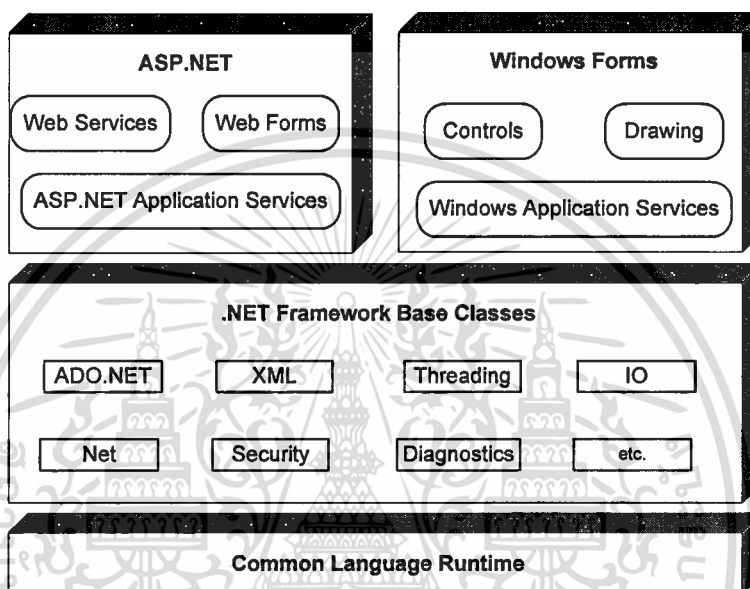 ASP.NET
Web Services
Web Forms
ASP.NET Application Services
Windows Forms
Controls
Drawing
Windows Application Services
.NET Framework Base Classes
ADO.NET
XML
Threading
IO
Net
Security
Diagnostics
etc.
Common Language Runtime